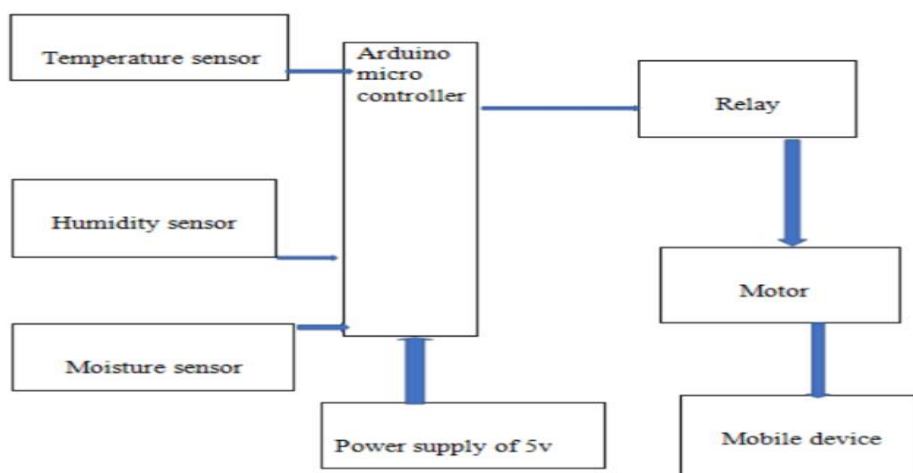 Temperature sensor
Arduino
micro
controller
Relay
Humidity sensor
Motor
Moisture sensor
Power supply of 5v
Mobile device